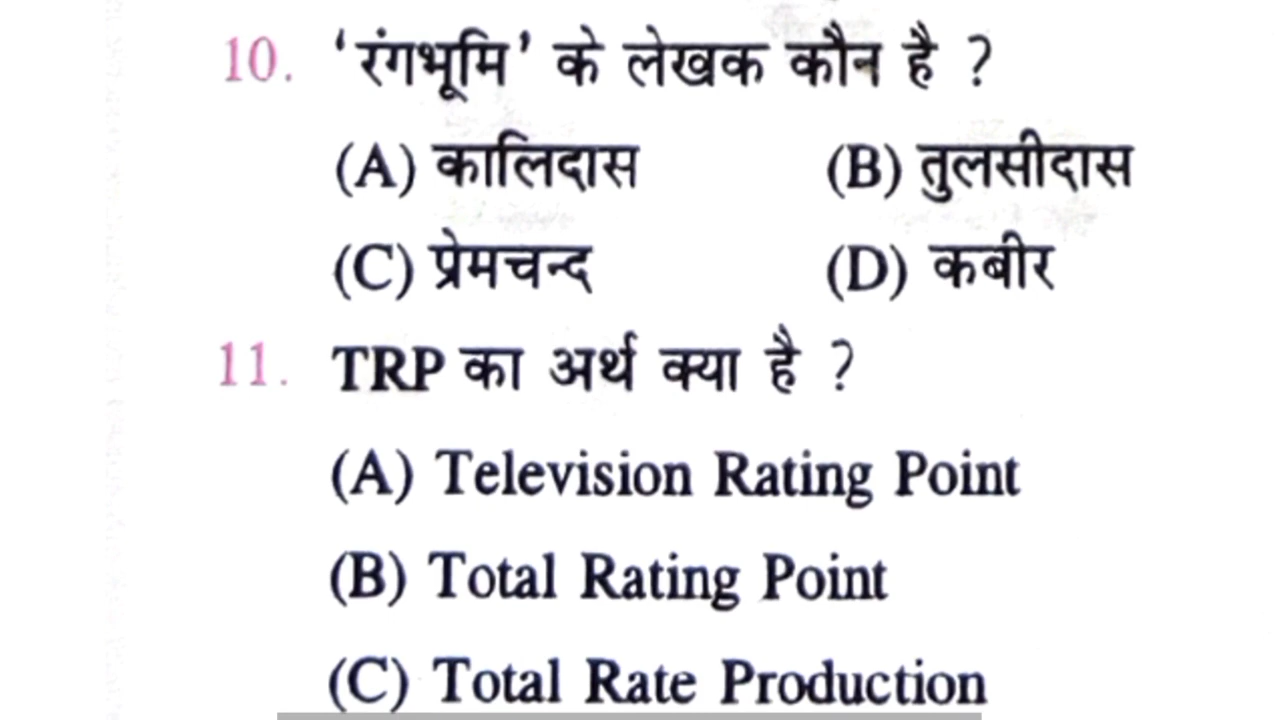 10. ‘रंगभूमि’ के लेखक कौन है ?
(A) कालिदास (B) तुलसीदास
(C) प्रेमचन्द (D) कबीर
11. TRP का अर्थ क्या है ?
(A) Television Rating Point
(B) Total Rating Point
(C) Total Rate Production